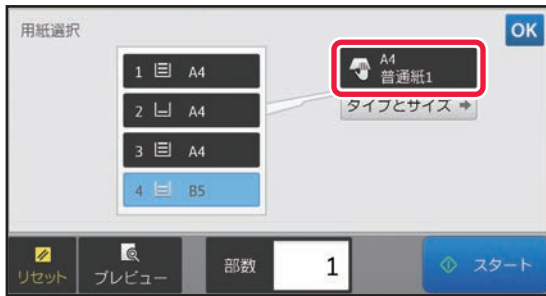 用紙選択
OK
1 A4
2 A4
3 A4
4 B5
A4
普通紙1
タイプとサイズ
リセット
プレビュー
部数
1
スタート